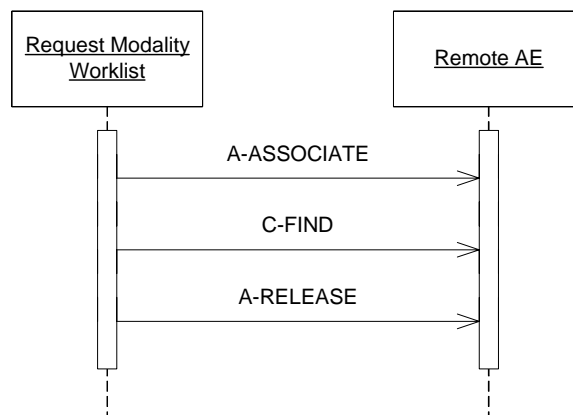 Request Modality
Worklist
Remote AE
A-ASSOCIATE
C-FIND
A-RELEASE